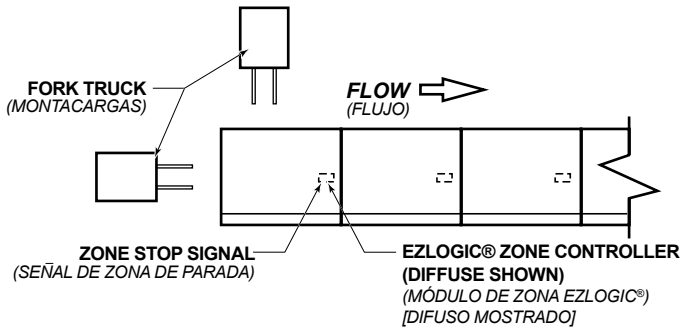 FORK TRUCK
(MONTACARGAS)
FLOW
(FLUJO)
ZONE STOP SIGNAL
(SEÑAL DE ZONA DE PARADA)
EZLOGIC® ZONE CONTROLLER
(DIFFUSE SHOWN)
(MÓDULO DE ZONA EZLOGIC®)
[DIFUSO MOSTRADO]